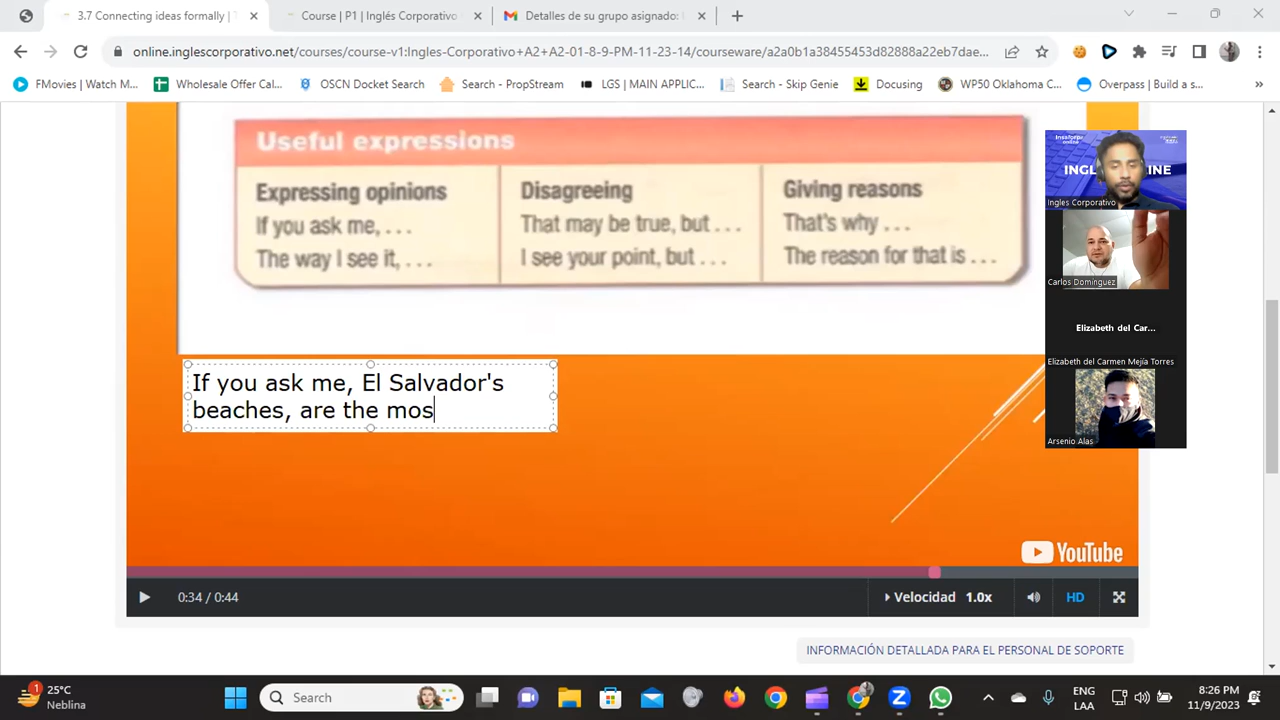 3.7 Connecting ideas formally |
Course | P1 | Inglés Corporativo
Detalles de su grupo asignado:
online.inglescorporativo.net/courses/course-v1:Ingles-Corporativo+A2+A2-01-8-9-PM-11-23-14/courseware/a2a0b1a38455453d82888a22eb7dae...
FMovies | Watch M...
Wholesale Offer Cal...
OSCN Docket Search
Search - PropStream
LGS | MAIN APPLIC...
Search - Skip Genie
Docusing
WP50 Oklahoma C...
Overpass | Build a s...
»
Useful expressions
Expressing opinions
If you ask me, . . .
The way I see it, . . .
Disagreeing
That may be true, but . . .
I see your point, but . . .
Giving reasons
That's why . . .
The reason for that is . . .
If you ask me, El Salvador's
beaches, are the mos
Ingles Corporativo
Carlos Domínguez
Elizabeth del Car...
Elizabeth del Carmen Mejía Torres
Arsenio Alas
YouTube
0:34 / 0:44
Velocidad 1.0x
HD
INFORMACIÓN DETALLADA PARA EL PERSONAL DE SOPORTE
1
25°C
Neblina
Search
ENG
LAA
8:26 PM
11/9/2023